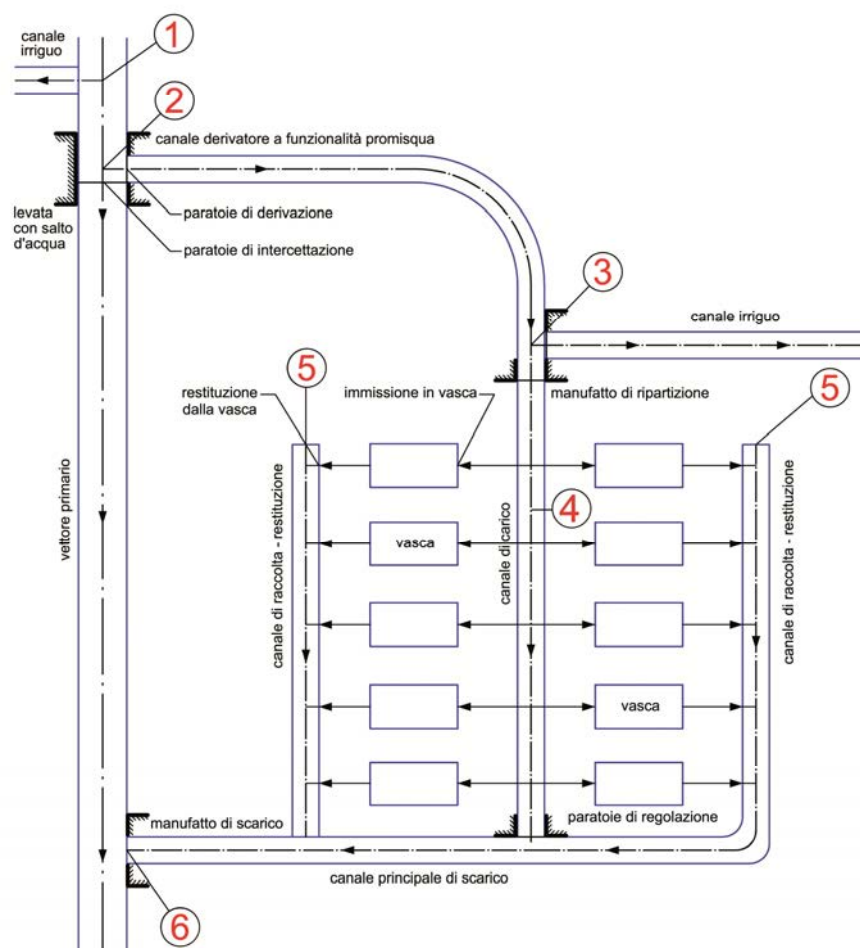 canale
irriguo
1
2
canale derivatore a funzionalità promisqua
levata
con salto
d'acqua
paratoie di derivazione
paratoie di intercettazione
3
canale irriguo
5
restituzione
dalla vasca
immissione in vasca
manufatto di ripartizione
5
vettore primario
canale di raccolta - restituzione
vasca
canale di carico
4
canale di raccolta - restituzione
vasca
manufatto di scarico
paratoie di regolazione
canale principale di scarico
6